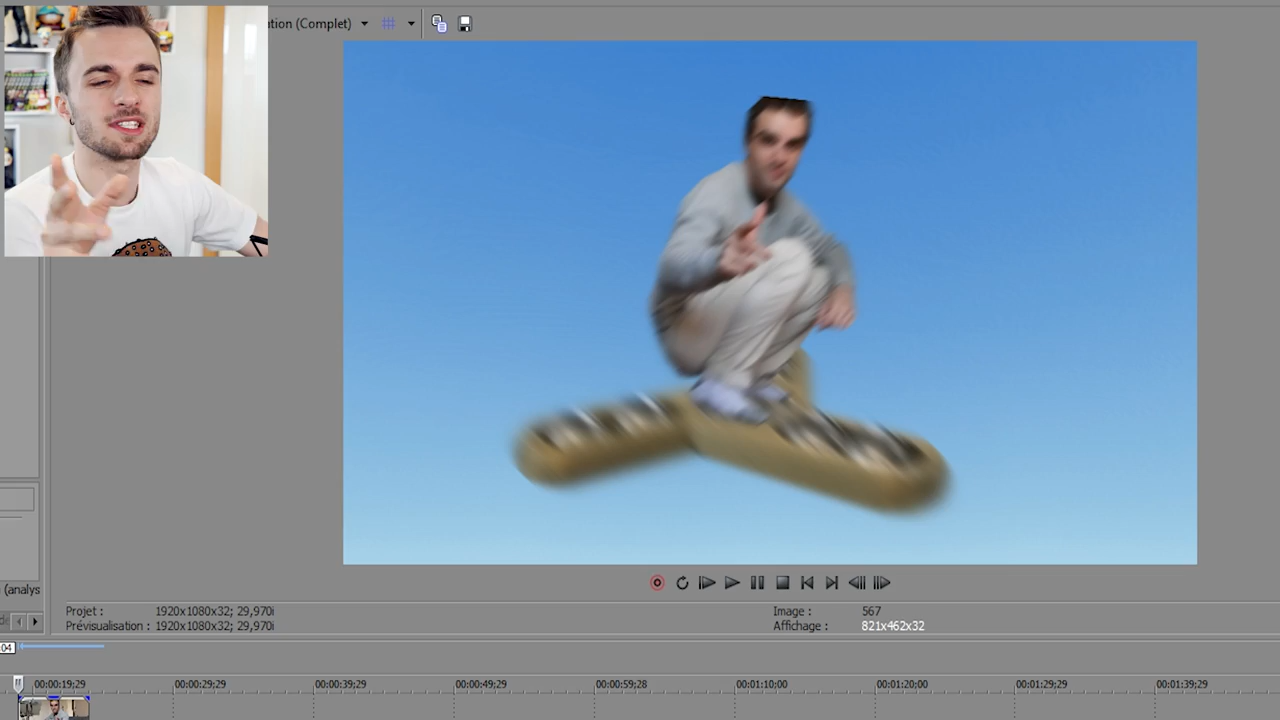 tion (Complet)
(analys
Projet : 1920x1080x32; 29,970i
Prévisualisation : 1920x1080x32; 29,970i
Image : 567
Affichage : 821x462x32
:04
00:00:19;29 00:00:29;29 00:00:39;29 00:00:49;29 00:00:59;28 00:01:10;00 00:01:20;00 00:01:29;29 00:01:39;29